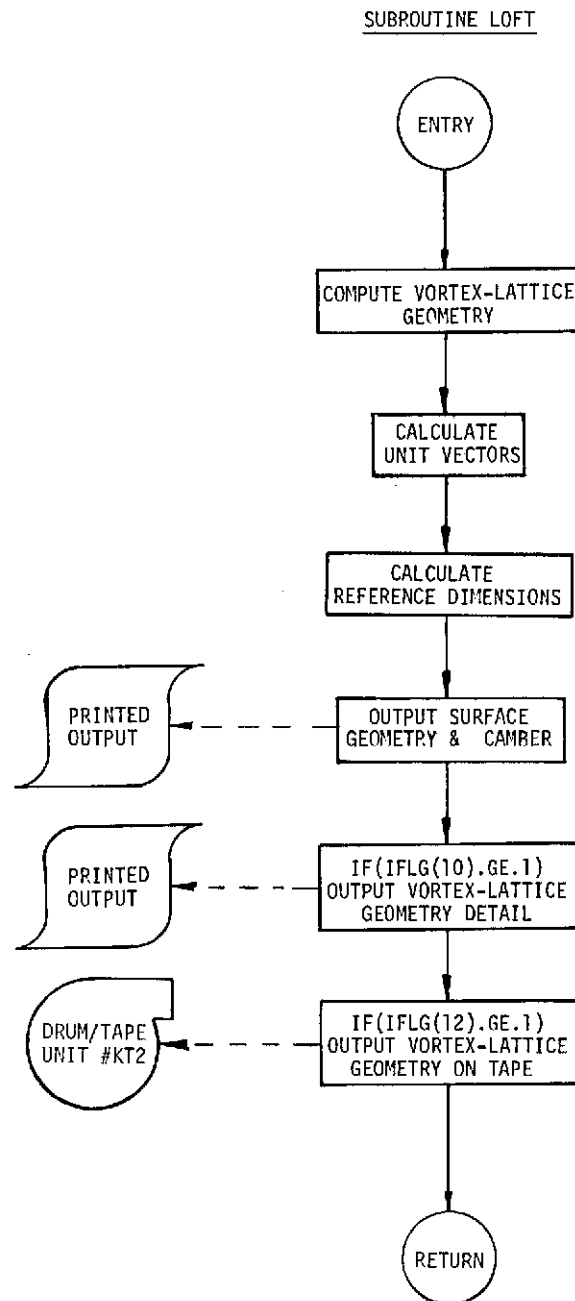 SUBROUTINE LOFT
ENTRY
COMPUTE VORTEX-LATTICE
GEOMETRY
CALCULATE
UNIT VECTORS
CALCULATE
REFERENCE DIMENSIONS
PRINTED
OUTPUT
OUTPUT SURFACE
GEOMETRY & CAMBER
PRINTED
OUTPUT
IF(IFLG(10).GE.1)
OUTPUT VORTEX-LATTICE
GEOMETRY DETAIL
DRUM/TAPE
UNIT #KT2
IF(IFLG(12).GE.1)
OUTPUT VORTEX-LATTICE
GEOMETRY ON TAPE
RETURN